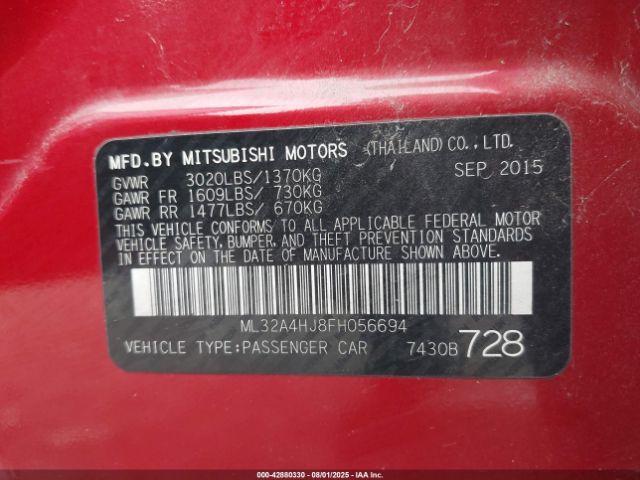 MFD.BY MITSUBISHI MOTORS (THAILAND) CO., LTD.
SEP 2015
GVWR 3020LBS/1370KG
GAWR FR 1609LBS/ 730KG
GAWR RR 1477LBS/ 670KG
THIS VEHICLE CONFORMS TO ALL APPLICABLE FEDERAL MOTOR
VEHICLE SAFETY, BUMPER, AND THEFT PREVENTION STANDARDS
IN EFFECT ON THE DATE OF MANUFACTURE SHOWN ABOVE.
ML32A4HJ8FH056694
VEHICLE TYPE:PASSENGER CAR 7430B 728
000-42880330 - 08/01/2025 - IAAI.COM